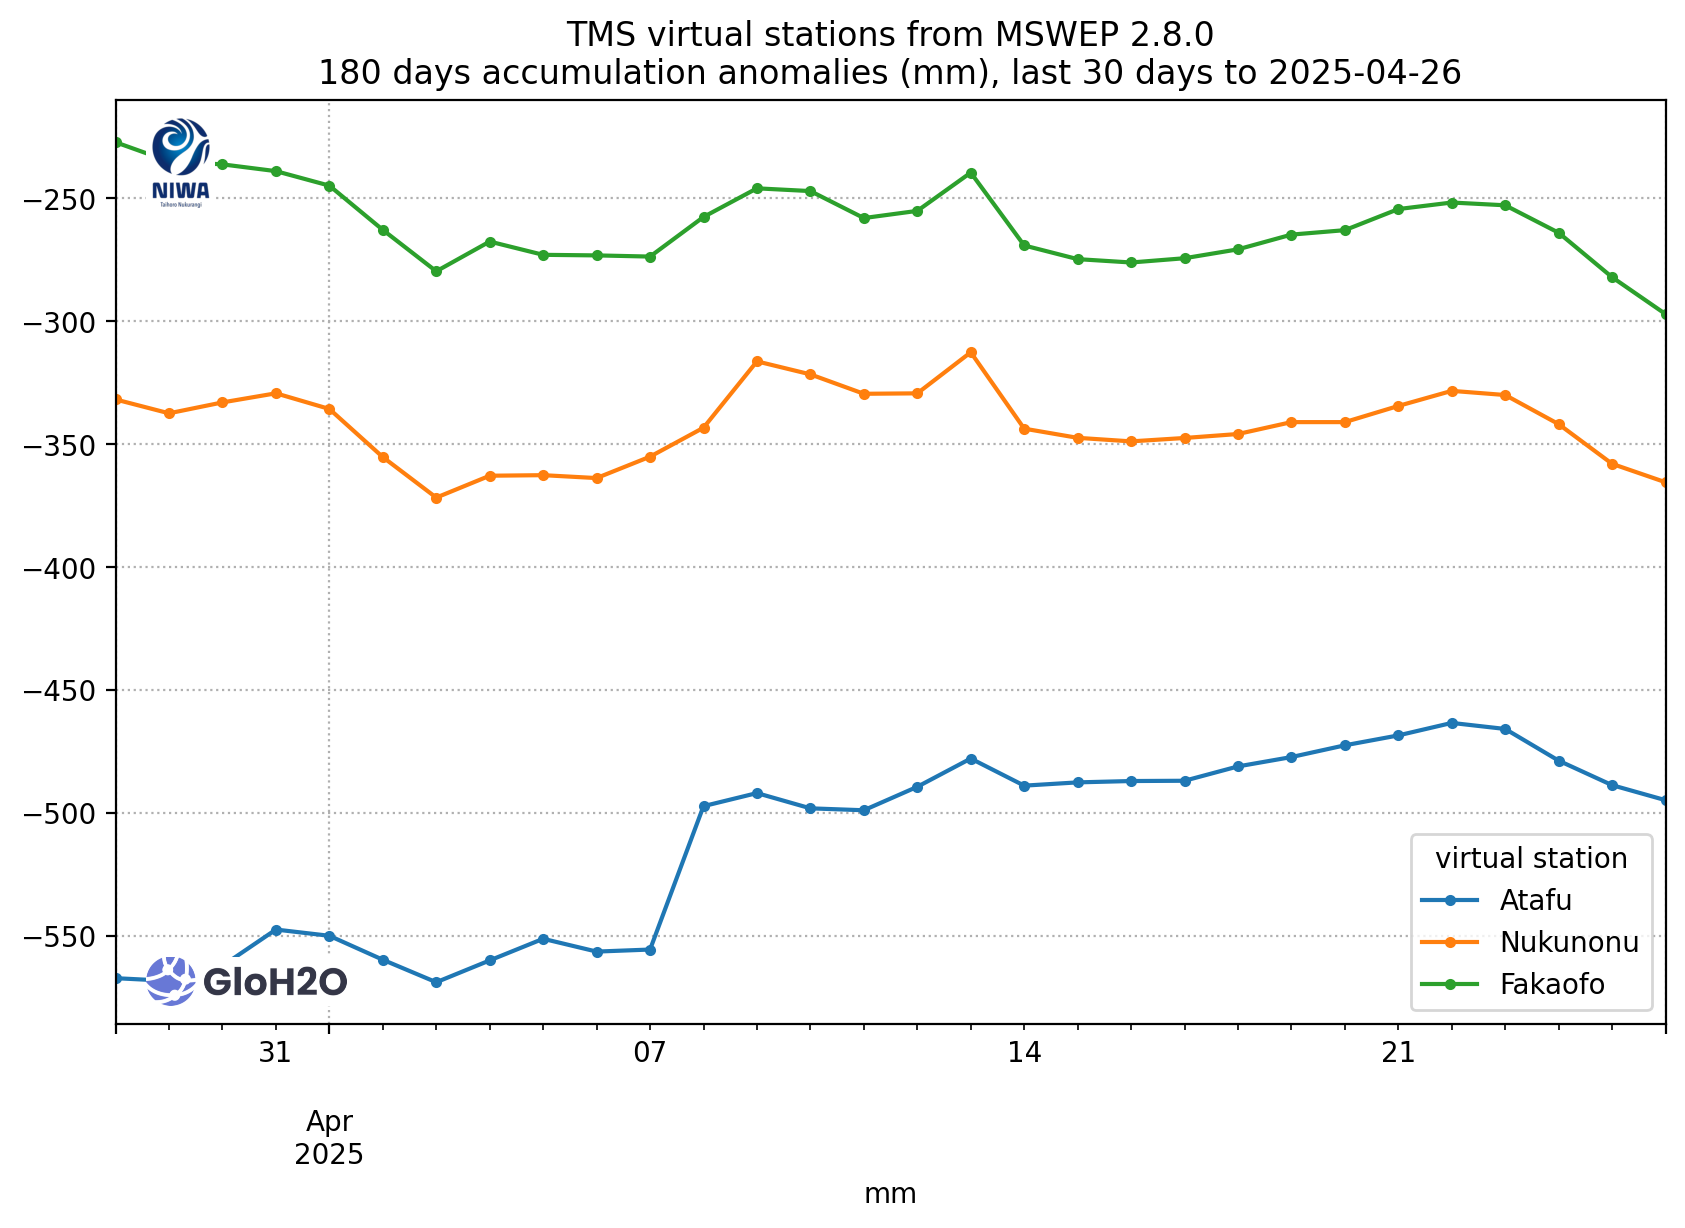 TMS virtual stations from MSWEP 2.8.0
180 days accumulation anomalies (mm), last 30 days to 2025-04-26
NIWA
Taihoro Nukurangi
−250
−300
−350
−400
−450
−500
−550
GloH2O
virtual station
Atafu
Nukunonu
Fakaofo
31
07
14
21
Apr
2025
mm